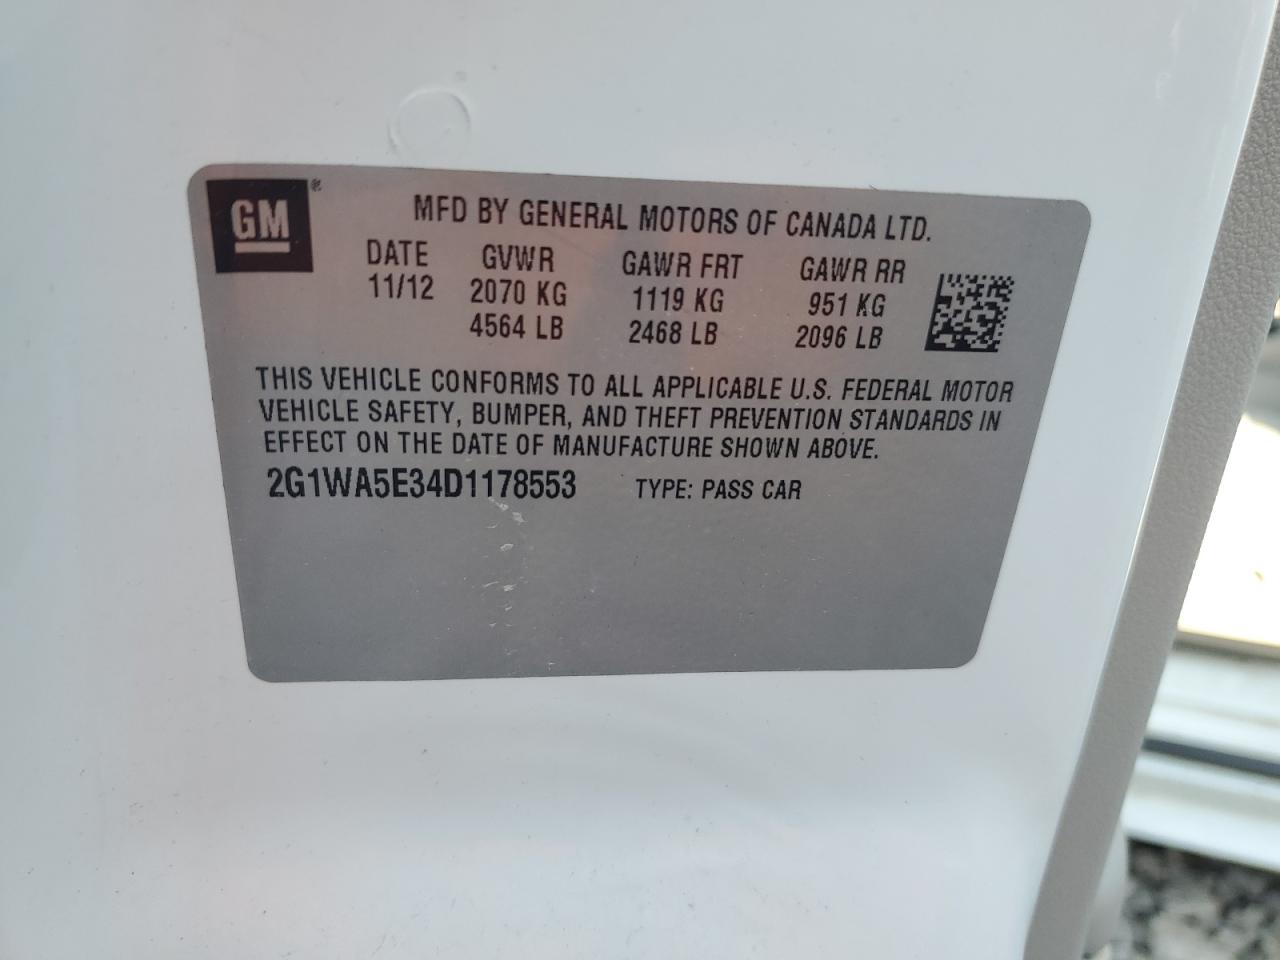 GM®
MFD BY GENERAL MOTORS OF CANADA LTD.
DATE GVWR GAWR FRT GAWR RR
11/12 2070 KG 1119 KG 951 KG
4564 LB 2468 LB 2096 LB
THIS VEHICLE CONFORMS TO ALL APPLICABLE U.S. FEDERAL MOTOR
VEHICLE SAFETY, BUMPER, AND THEFT PREVENTION STANDARDS IN
EFFECT ON THE DATE OF MANUFACTURE SHOWN ABOVE.
2G1WA5E34D1178553 TYPE: PASS CAR